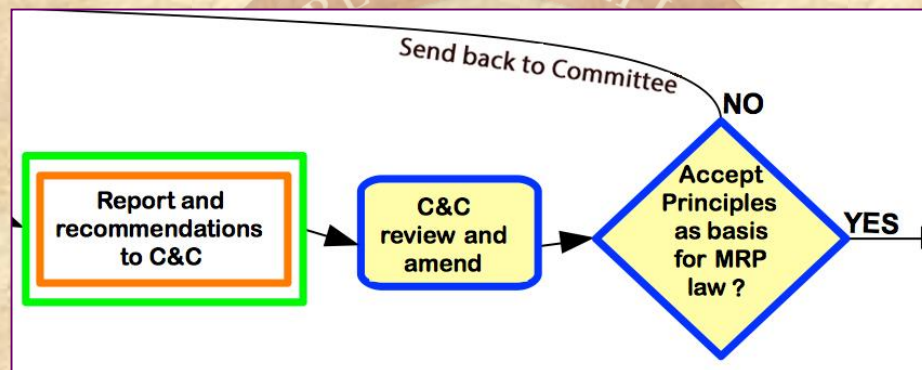 Send back to Committee
NO
Report and
recommendations
to C&C
C&C
review and
amend
Accept
Principles
as basis
for MRP
law ?
YES